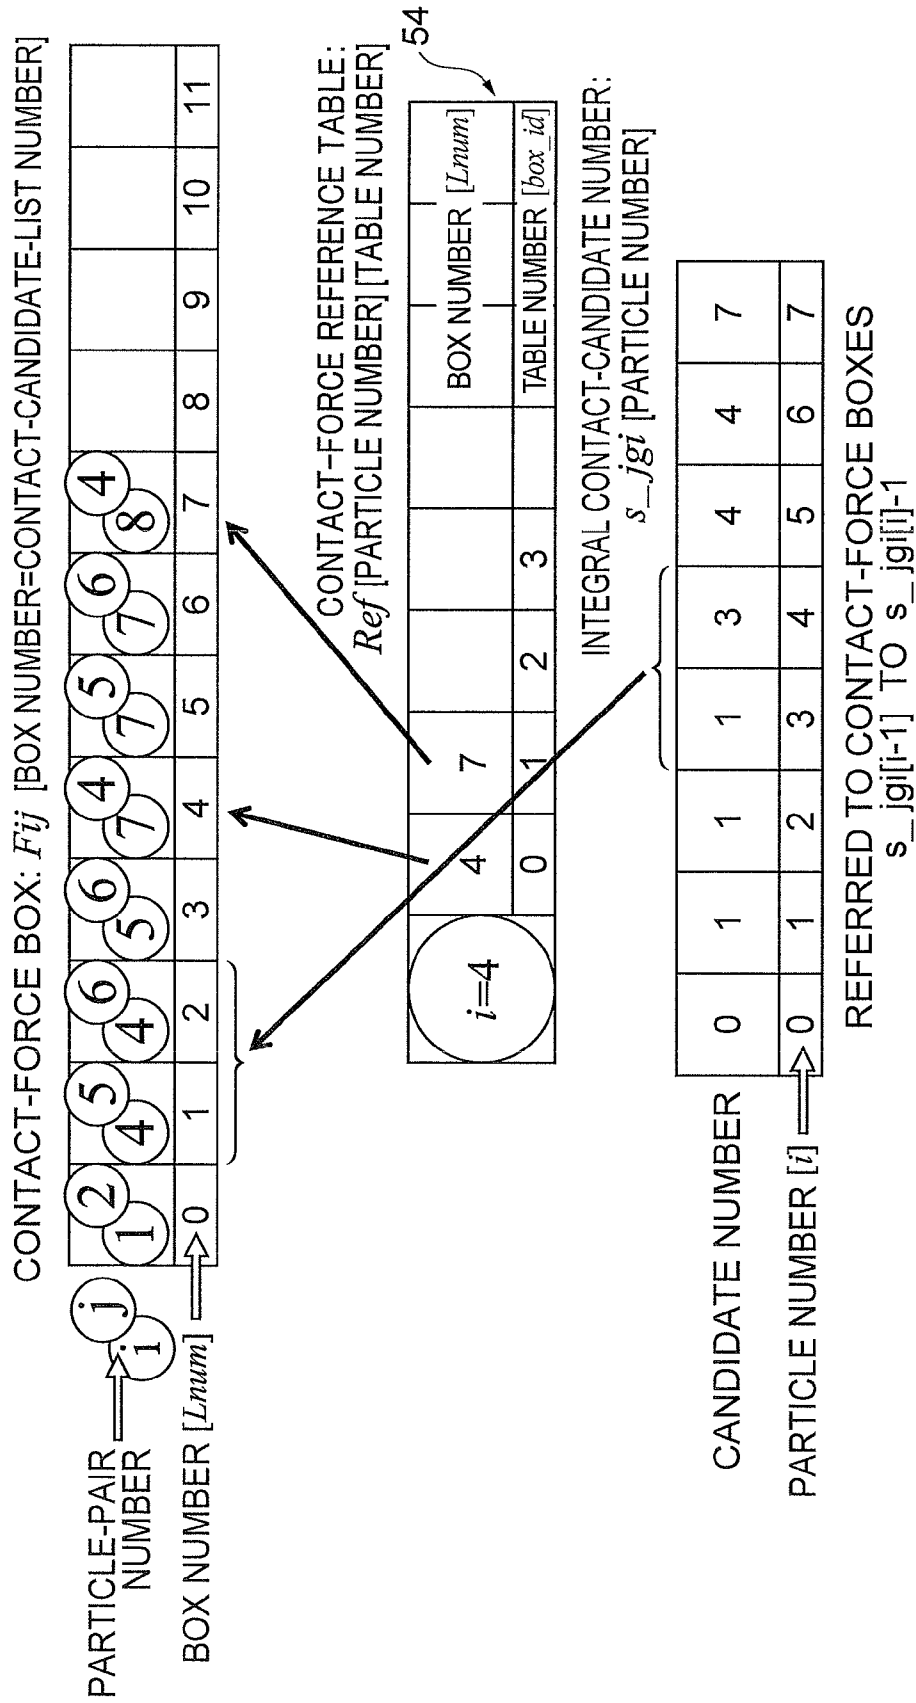 CONTACT-FORCE BOX: Fij [BOX NUMBER=CONTACT-CANDIDATE-LIST NUMBER]
PARTICLE-PAIR
NUMBER
i j
1 2 4 5 4 6 5 6 7 4 7 5 7 6 8 4
BOX NUMBER [Lnum]
0 1 2 3 4 5 6 7 8 9 10 11
CONTACT-FORCE REFERENCE TABLE:
Ref [PARTICLE NUMBER] [TABLE NUMBER]
54
i=4
4 7 BOX NUMBER [Lnum]
0 1 2 3 TABLE NUMBER [box_id]
INTEGRAL CONTACT-CANDIDATE NUMBER:
s_jgi [PARTICLE NUMBER]
CANDIDATE NUMBER
0 1 1 1 3 4 4 7
PARTICLE NUMBER [i]
0 1 2 3 4 5 6 7
REFERRED TO CONTACT-FORCE BOXES
s_jgi[i-1] TO s_jgi[i]-1